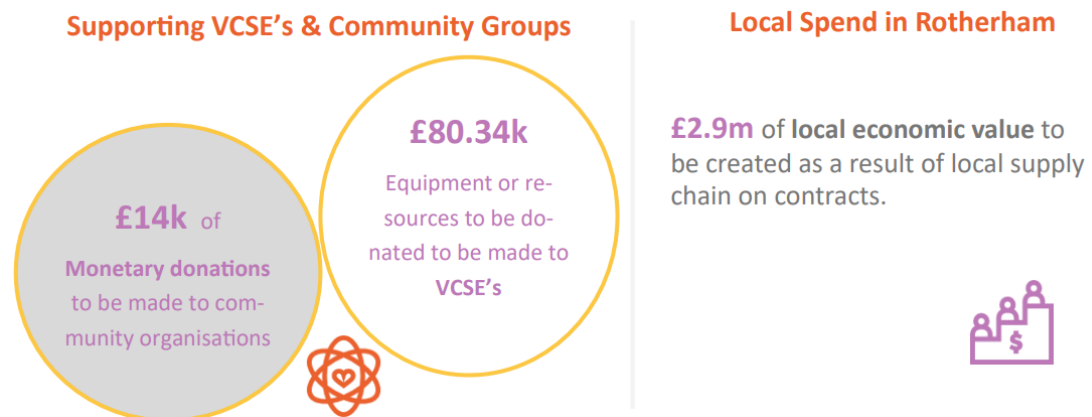 Supporting VCSE's & Community Groups
£14k of
Monetary donations
to be made to com-
munity organisations
£80.34k
Equipment or re-
sources to be do-
nated to be made to
VCSE's
Local Spend in Rotherham
£2.9m of local economic value to
be created as a result of local supply
chain on contracts.
$